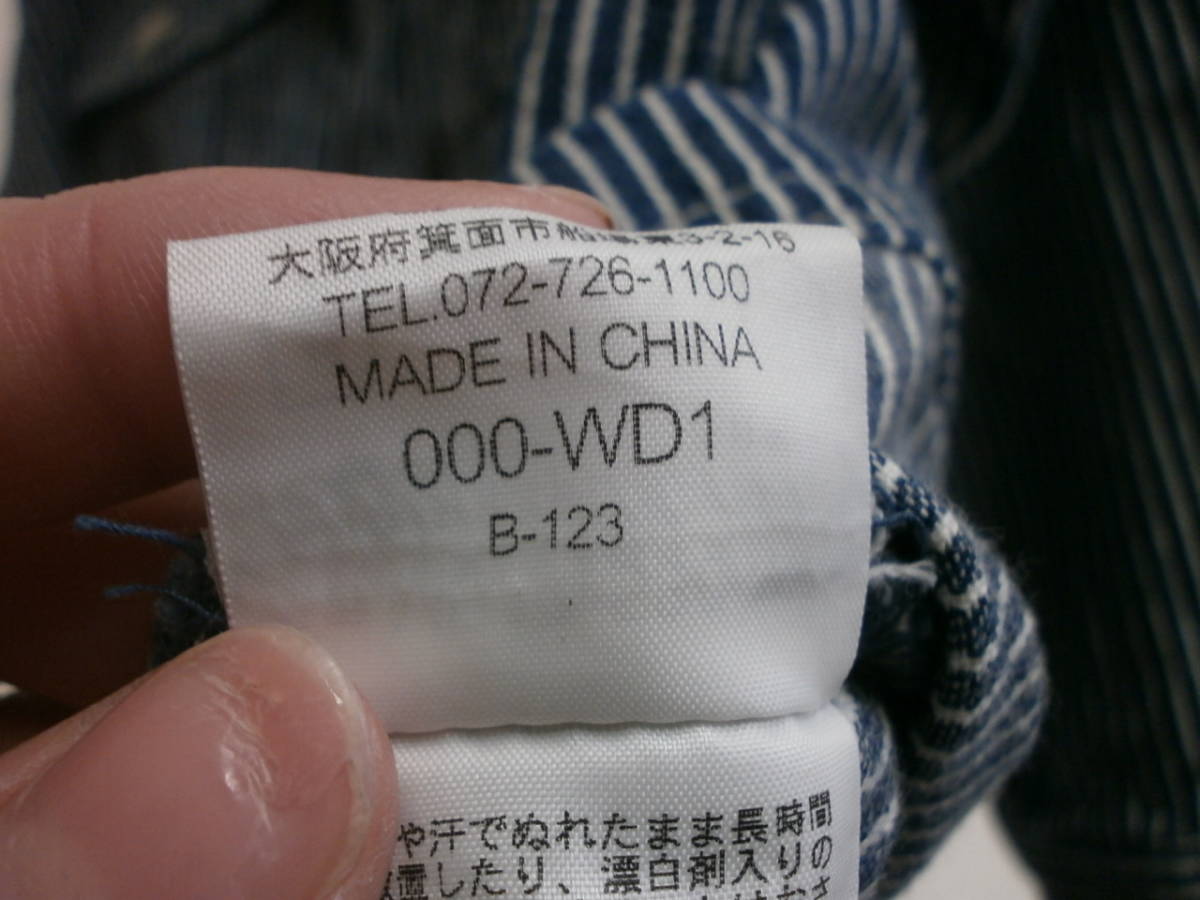 大阪府箕面市船場東3-2-16
TEL.072-726-1100
MADE IN CHINA
000-WD1
B-123
や汗でぬれたまま長時間
置したり、漂白剤入りの